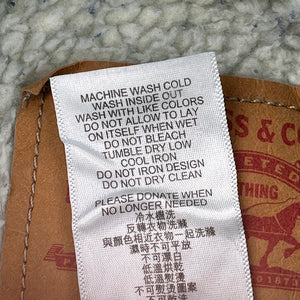 MACHINE WASH COLD
WASH INSIDE OUT
WASH WITH LIKE COLORS
DO NOT ALLOW TO LAY
ON ITSELF WHEN WET
DO NOT BLEACH
TUMBLE DRY LOW
COOL IRON
DO NOT IRON DESIGN
DO NOT DRY CLEAN
PLEASE DONATE WHEN
NO LONGER NEEDED
冷水機洗
反轉衣物洗滌
與顏色相近衣物一起洗滌
濕時不可平放
不可漂白
低溫烘乾
低溫熨燙
不可熨燙圖案
S & CO
THING